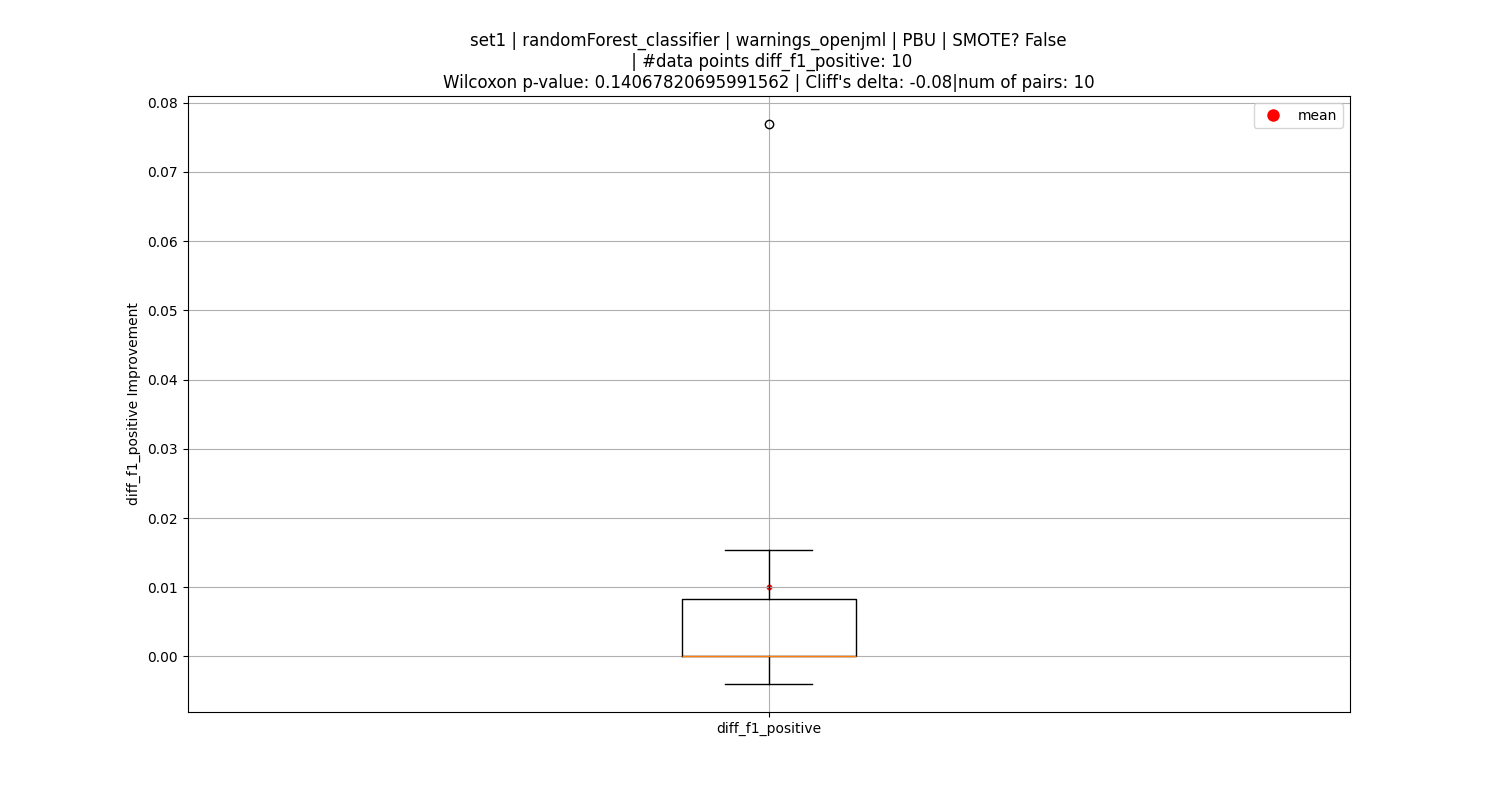 set1 | randomForest_classifier | warnings_openjml | PBU | SMOTE? False
| #data points diff_f1_positive: 10
Wilcoxon p-value: 0.14067820695991562 | Cliff's delta: -0.08|num of pairs: 10
mean
0.08
0.07
0.06
0.05
0.04
0.03
0.02
0.01
0.00
diff_f1_positive Improvement
diff_f1_positive